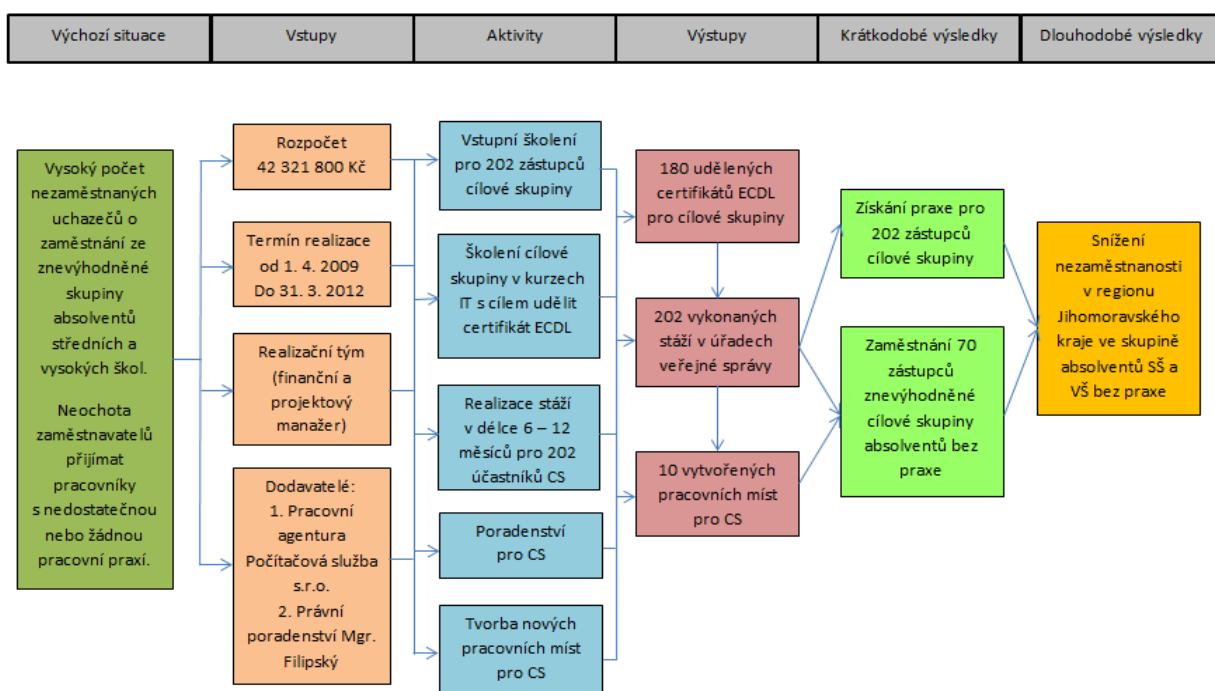 Výchozí situace
Vstupy
Aktivity
Výstupy
Krátkodobé výsledky
Dlouhodobé výsledky
Vysoký počet
nezaměstnaných
uchazečů o
zaměstnání ze
znevýhodněné
skupiny
absolventů
středních a
vysokých škol.
Neochota
zaměstnavatelů
přijímat
pracovníky
s nedostatečnou
nebo žádnou
pracovní praxí.
Rozpočet
42 321 800 Kč
Termín realizace
od 1. 4. 2009
Do 31. 3. 2012
Realizační tým
(finanční a
projektový
manažer)
Dodavatelé:
1. Pracovní
agentura
Počítačová služba
s.r.o.
2. Právní
poradenství Mgr.
Filipský
Vstupní školení
pro 202 zástupců
cílové skupiny
Školení cílové
skupiny v kurzech
IT s cílem udělit
certifikát ECDL
Realizace stáží
v délce 6 – 12
měsíců pro 202
účastníků CS
Poradenství
pro CS
Tvorba nových
pracovních míst
pro CS
180 udělených
certifikátů ECDL
pro cílové skupiny
202 vykonaných
stáží v úřadech
veřejné správy
10 vytvořených
pracovních míst
pro CS
Získání praxe pro
202 zástupců
cílové skupiny
Zaměstnání 70
zástupců
znevýhodněné
cílové skupiny
absolventů bez
praxe
Snížení
nezaměstnanosti
v regionu
Jihomoravského
kraje ve skupině
absolventů SŠ a
VŠ bez praxe